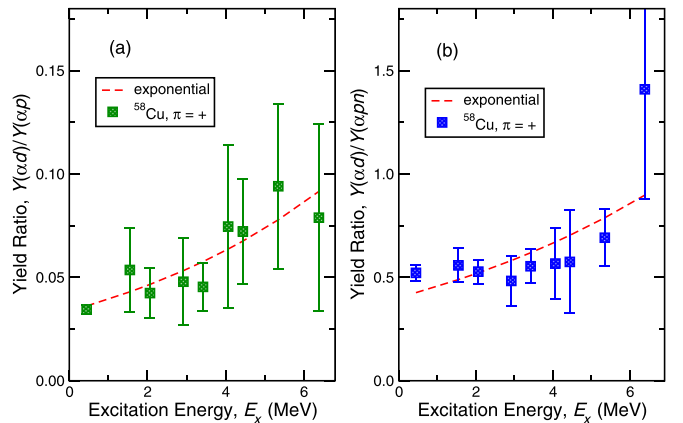 (a)
exponential
⁵⁸Cu, π = +
0.15
0.10
0.05
0.00
0
2
4
6
Yield Ratio, Y(αd)/Y(αp)
Excitation Energy, Eₓ (MeV)
(b)
exponential
⁵⁸Cu, π = +
1.5
1.0
0.5
0.0
0
2
4
6
Yield Ratio, Y(αd)/Y(αpn)
Excitation Energy, Eₓ (MeV)